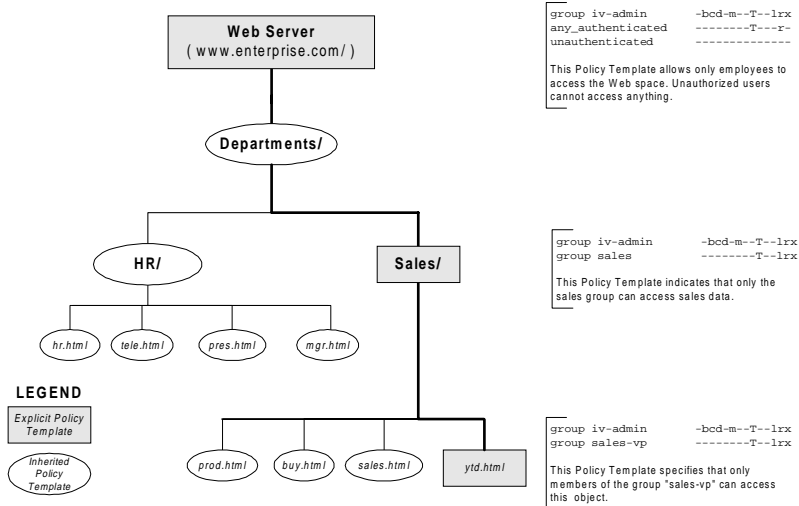 Web Server
( www.enterprise.com/ )
group iv-admin -bcd-m--T--lrx
any_authenticated --------T---r-
unauthenticated --------------
This Policy Template allows only employees to
access the Web space. Unauthorized users
cannot access anything.
Departments/
HR/
Sales/
group iv-admin -bcd-m--T--lrx
group sales --------T--lrx
This Policy Template indicates that only the
sales group can access sales data.
hr.html
tele.html
pres.html
mgr.html
LEGEND
Explicit Policy
Template
Inherited
Policy
Template
prod.html
buy.html
sales.html
ytd.html
group iv-admin -bcd-m--T--lrx
group sales-vp --------T--lrx
This Policy Template specifies that only
members of the group "sales-vp" can access
this object.